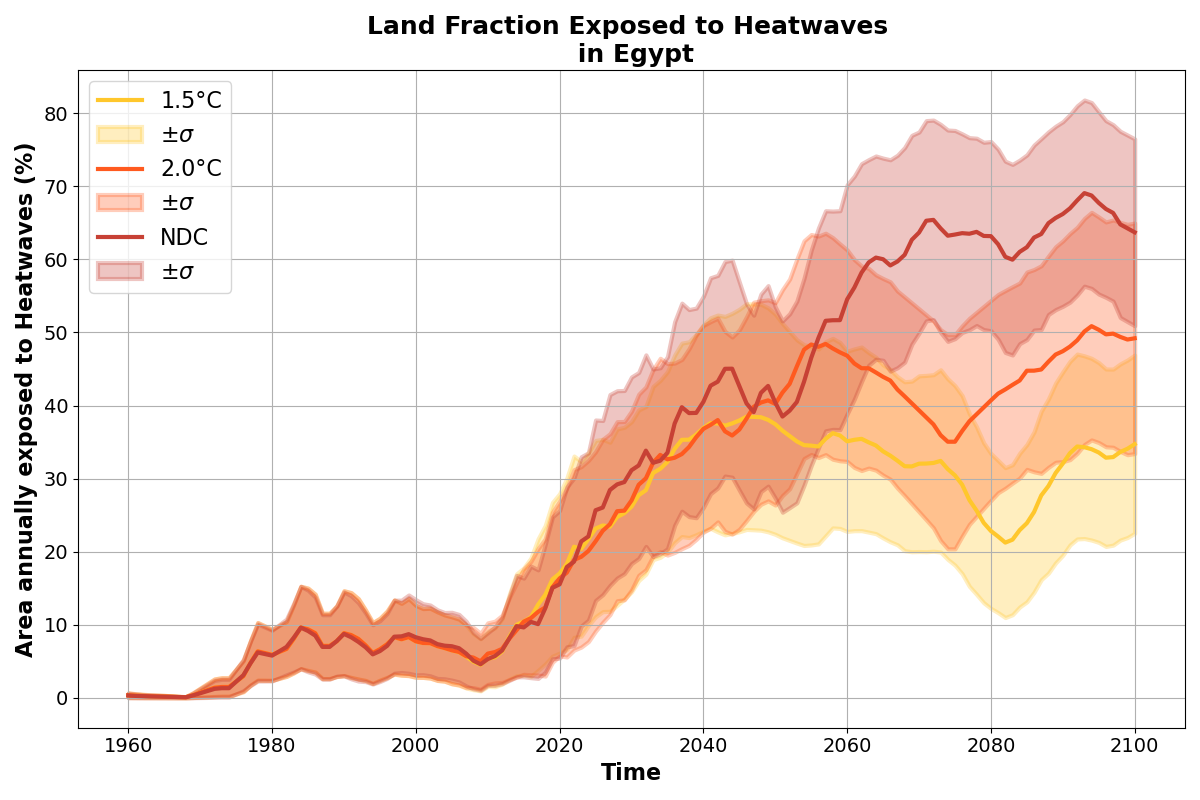 Land Fraction Exposed to Heatwaves
in Egypt
Area annually exposed to Heatwaves (%)
80
70
60
50
40
30
20
10
0
1.5°C
±σ
2.0°C
±σ
NDC
±σ
1960
1980
2000
2020
2040
2060
2080
2100
Time